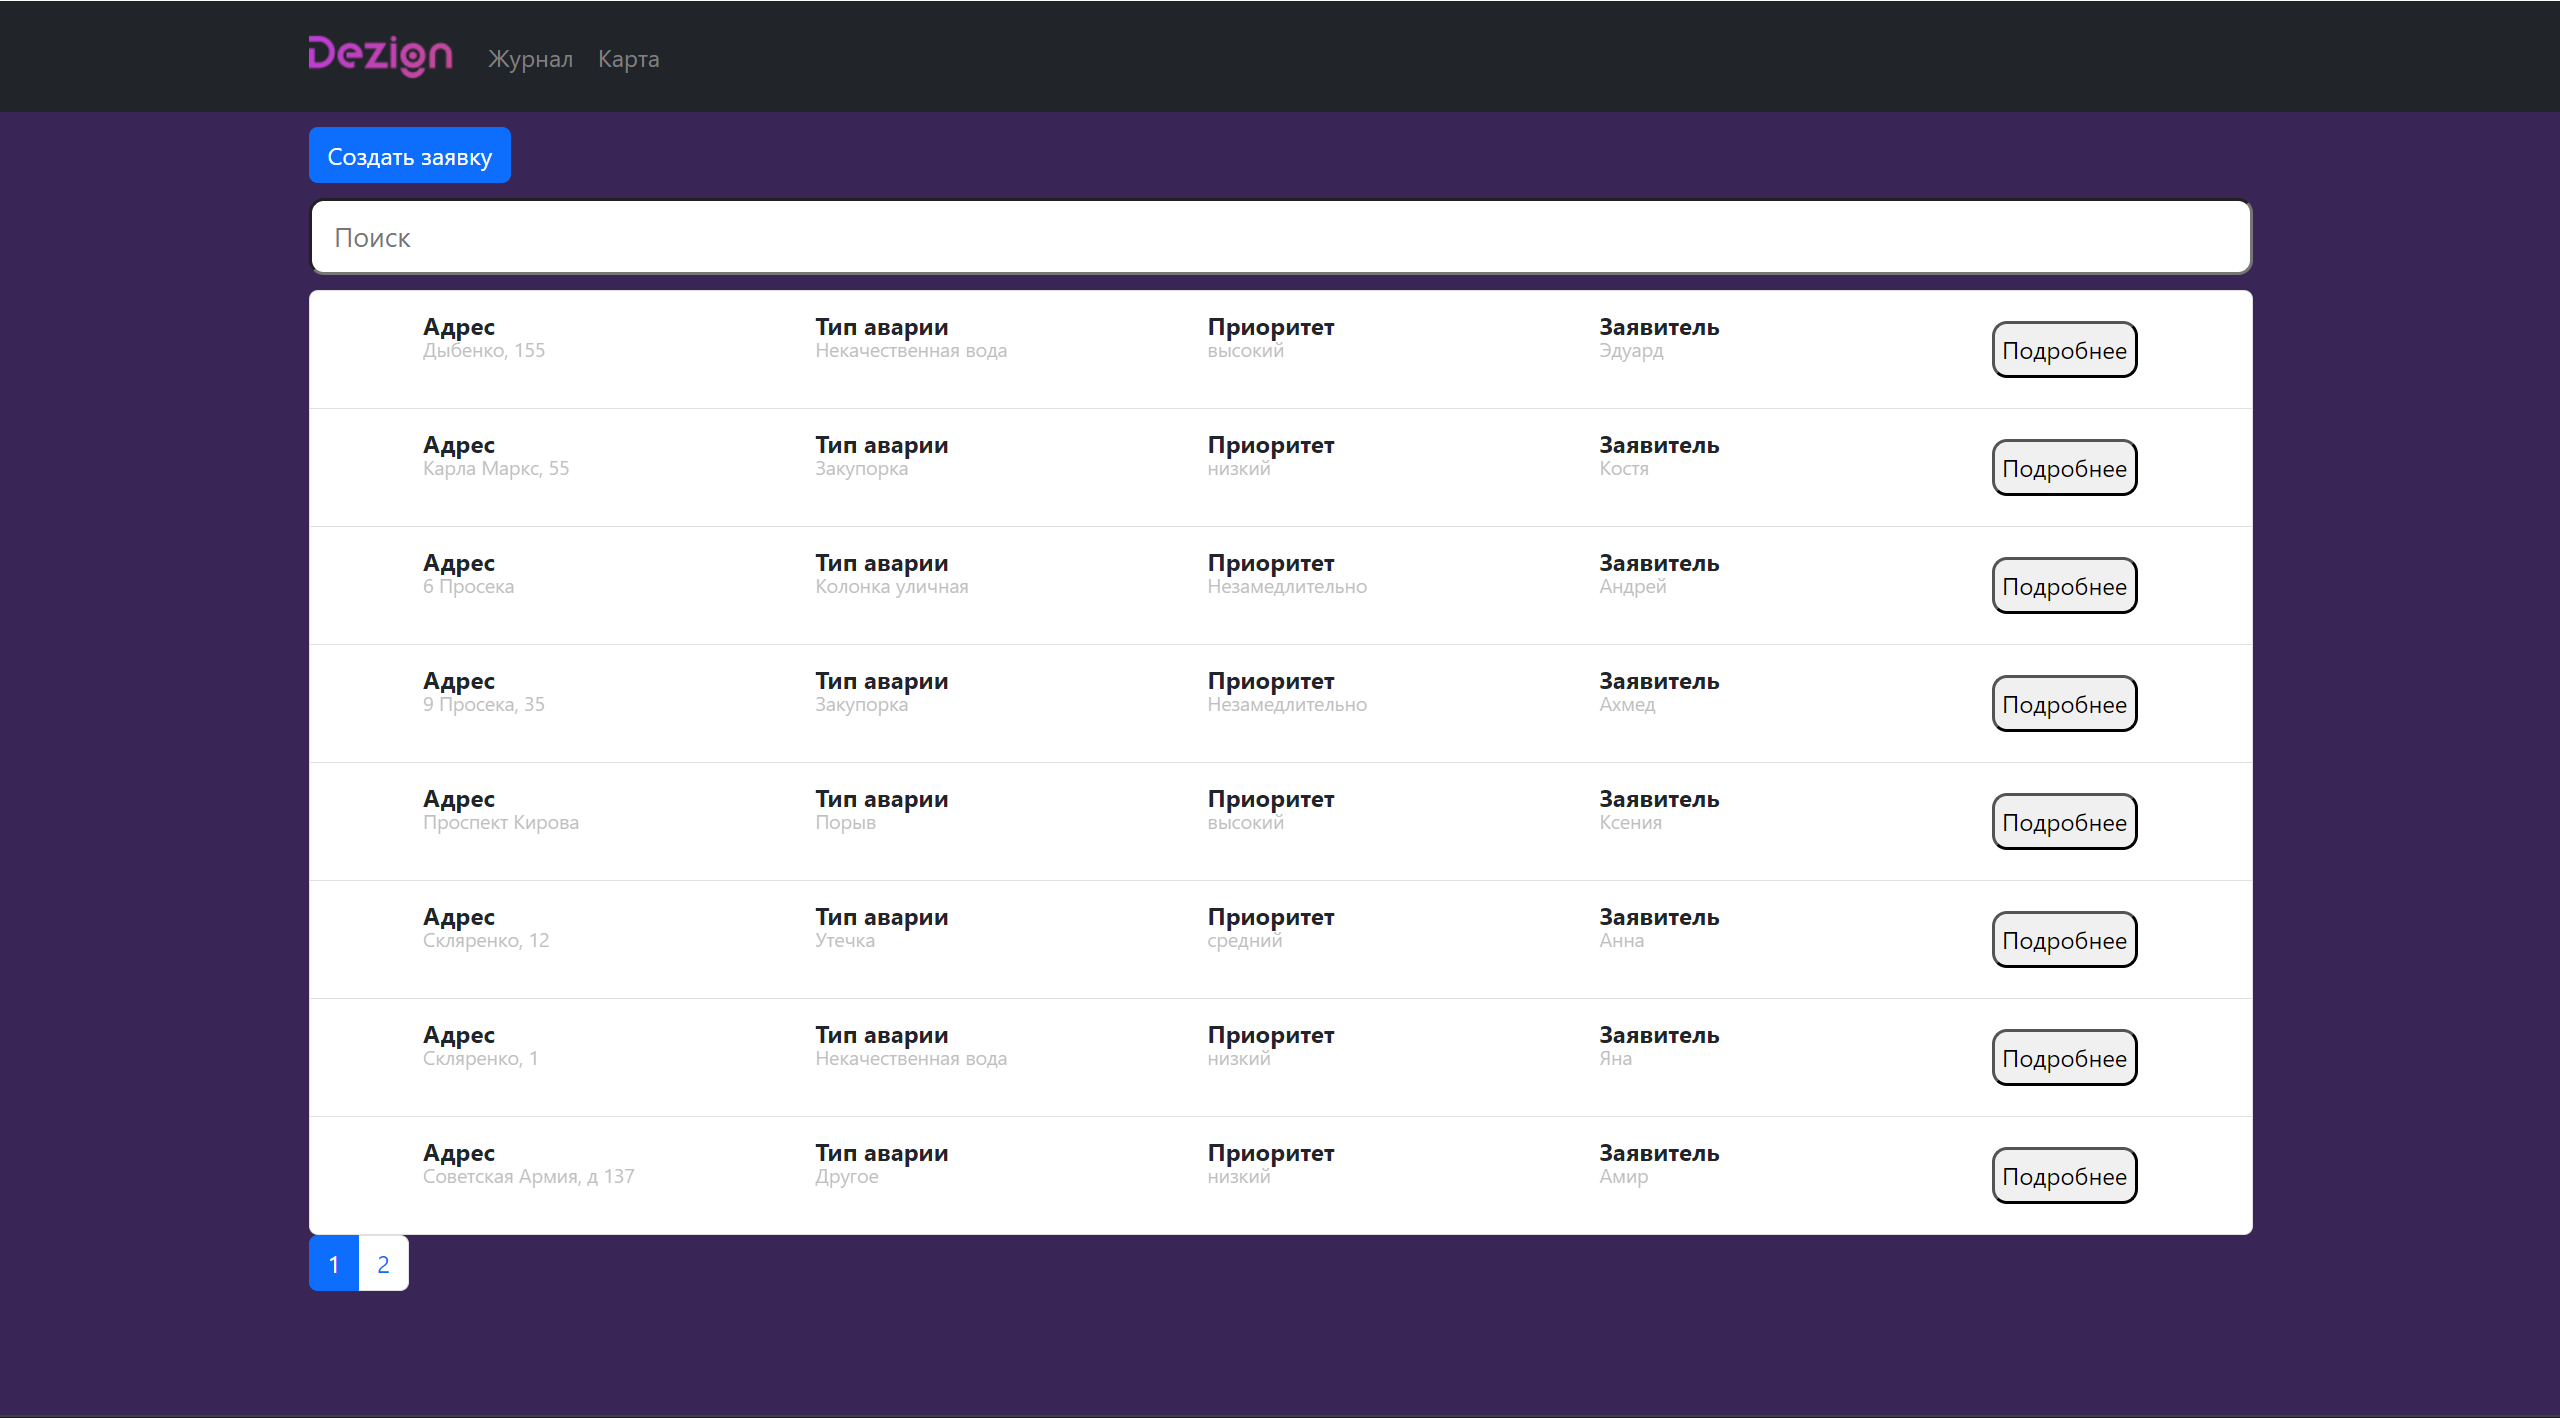 Dezign Журнал Карта
Создать заявку
Поиск
Адрес Тип аварии Приоритет Заявитель
Дыбенко, 155 Некачественная вода высокий Эдуард Подробнее
Адрес Тип аварии Приоритет Заявитель
Карла Маркс, 55 Закупорка низкий Костя Подробнее
Адрес Тип аварии Приоритет Заявитель
6 Просека Колонка уличная Незамедлительно Андрей Подробнее
Адрес Тип аварии Приоритет Заявитель
9 Просека, 35 Закупорка Незамедлительно Ахмед Подробнее
Адрес Тип аварии Приоритет Заявитель
Проспект Кирова Порыв высокий Ксения Подробнее
Адрес Тип аварии Приоритет Заявитель
Скляренко, 12 Утечка средний Анна Подробнее
Адрес Тип аварии Приоритет Заявитель
Скляренко, 1 Некачественная вода низкий Яна Подробнее
Адрес Тип аварии Приоритет Заявитель
Советская Армия, д 137 Другое низкий Амир Подробнее
1 2